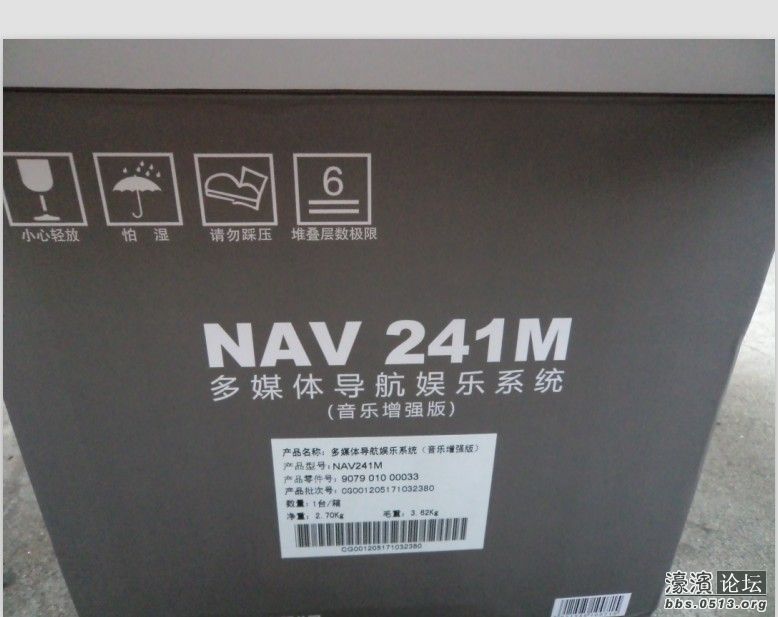 6
小心轻放 怕 湿 请勿踩压 堆叠层数极限
NAV 241M
多媒体导航娱乐系统
(音乐增强版)
产品名称: 多媒体导航娱乐系统 (音乐增强版)
产品型号: NAV241M
产品零件号: 9079 010 00033
产品批次号: CG001205171032380
数量: 1台/箱
净重: 2.70Kg 毛重: 3.62Kg
CG001205171032380
濠滨论坛
bbs.0513.org